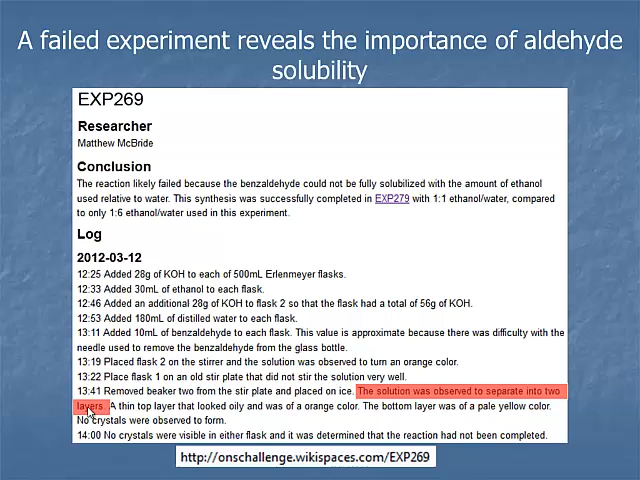 A failed experiment reveals the importance of aldehyde
solubility
EXP269
Researcher
Matthew McBride
Conclusion
The reaction likely failed because the benzaldehyde could not be fully solubilized with the amount of ethanol
used relative to water. This synthesis was successfully completed in EXP279 with 1:1 ethanol/water, compared
to only 1:6 ethanol/water used in this experiment.
Log
2012-03-12
12:25 Added 28g of KOH to each of 500mL Erlenmeyer flasks.
12:33 Added 30mL of ethanol to each flask.
12:46 Added an additional 28g of KOH to flask 2 so that the flask had a total of 56g of KOH.
12:53 Added 180mL of distilled water to each flask.
13:11 Added 10mL of benzaldehyde to each flask. This value is approximate because there was difficulty with the
needle used to remove the benzaldehyde from the glass bottle.
13:19 Placed flask 2 on the stirrer and the solution was observed to turn an orange color.
13:22 Place flask 1 on an old stir plate that did not stir the solution very well.
13:41 Removed beaker two from the stir plate and placed on ice. The solution was observed to separate into two
layers. A thin top layer that looked oily and was of a orange color. The bottom layer was of a pale yellow color.
No crystals were observed to form.
14:00 No crystals were visible in either flask and it was determined that the reaction had not been completed.
http://onschallenge.wikispaces.com/EXP269